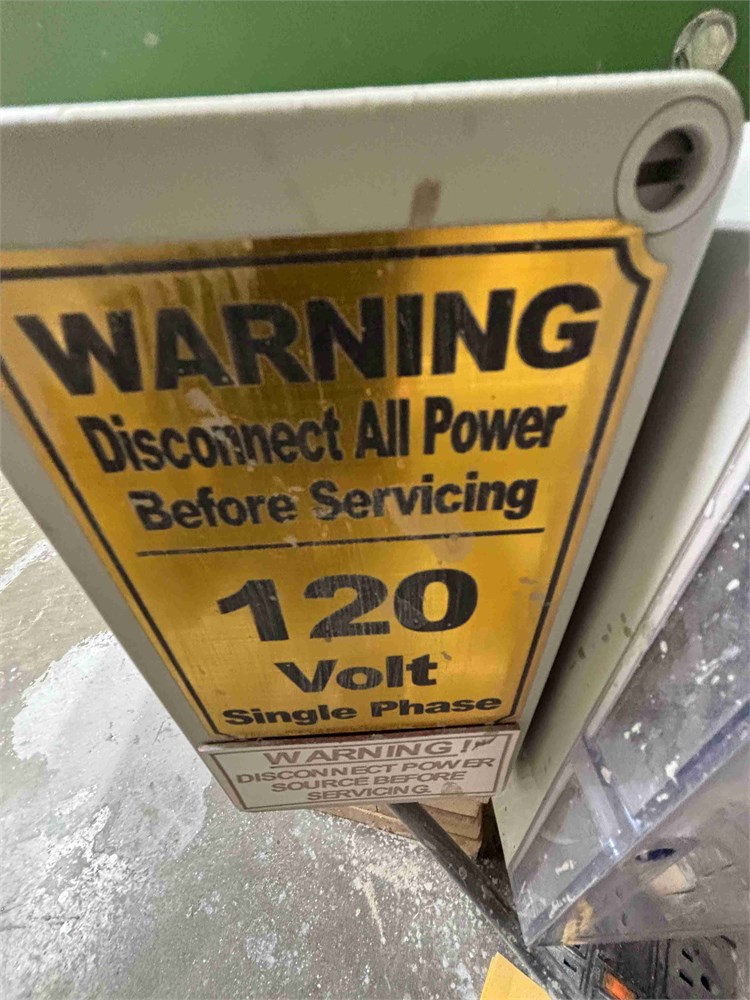 WARNING
Disconnect All Power
Before Servicing
120
Volt
Single Phase
WARNING!
DISCONNECT POWER
SOURCE BEFORE
SERVICING.